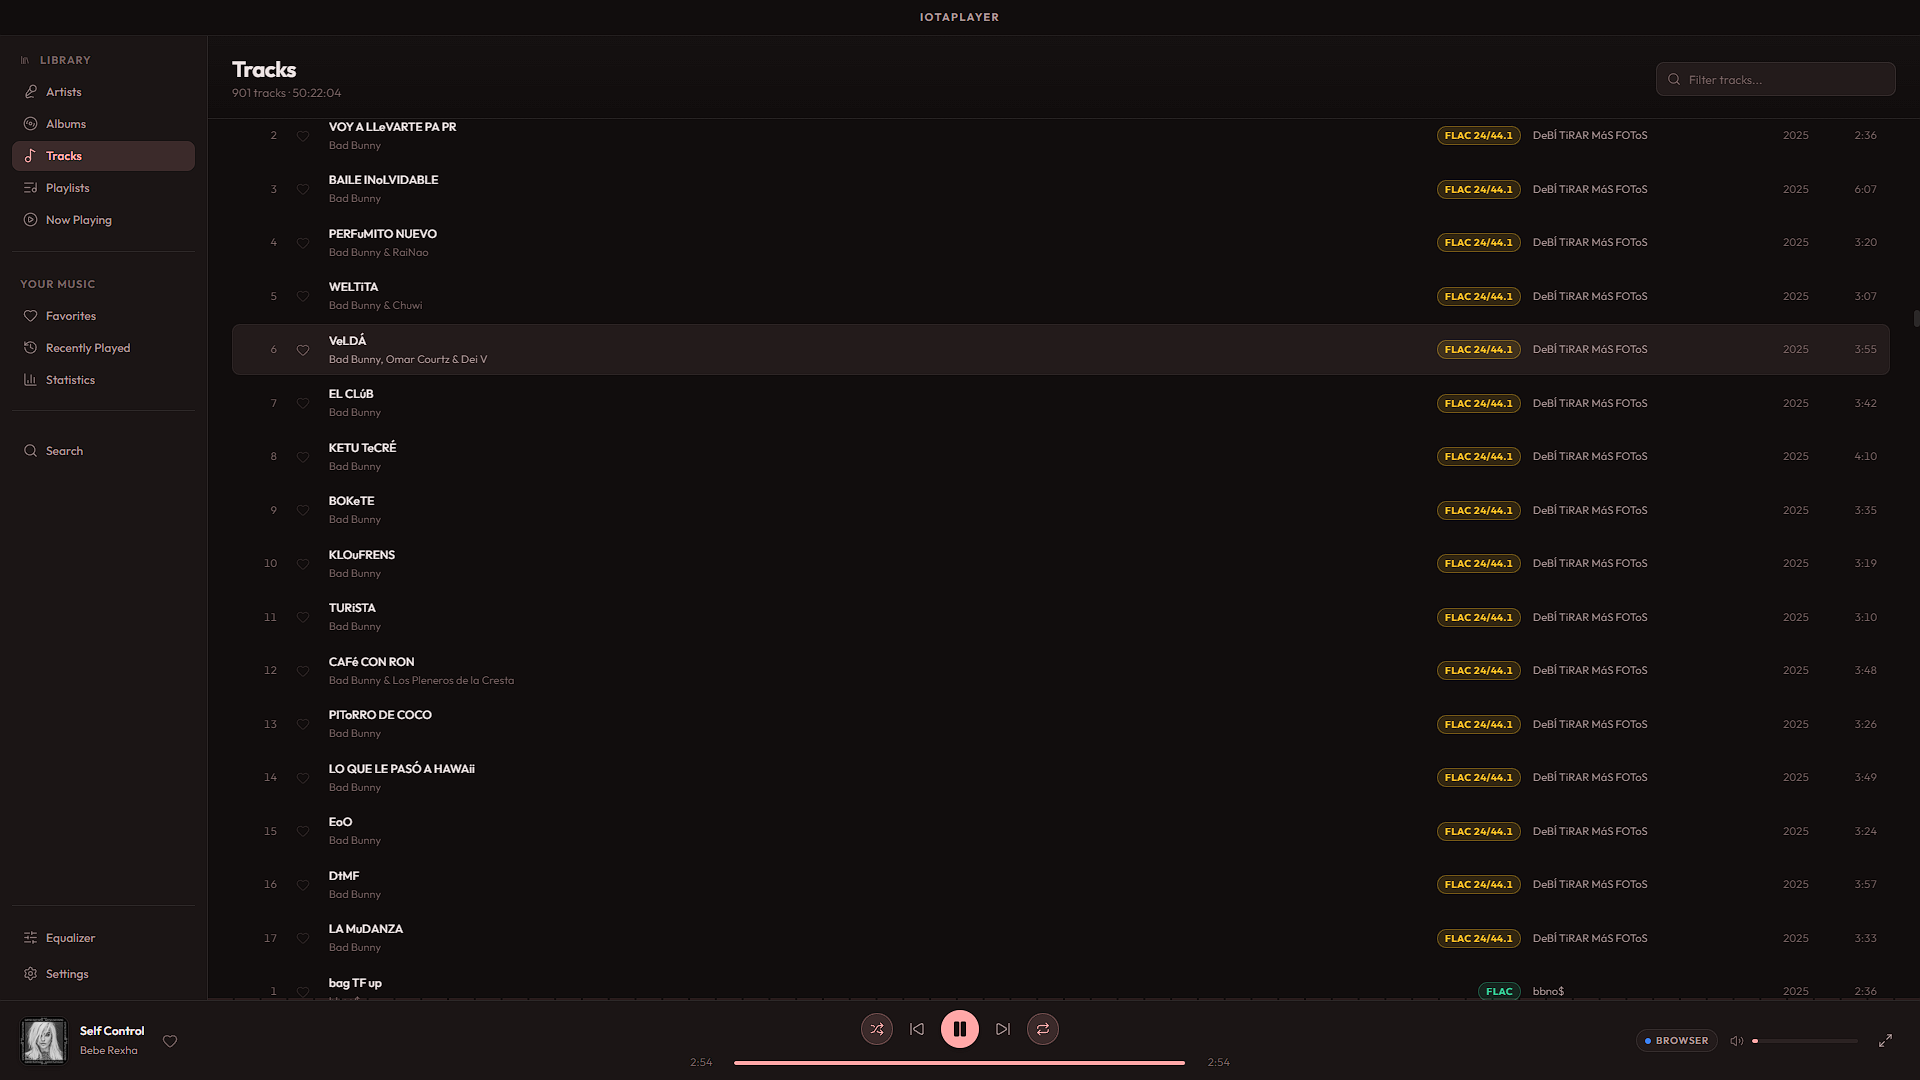 IOTAPLAYER
LIBRARY
Artists
Albums
Tracks
Playlists
Now Playing
YOUR MUSIC
Favorites
Recently Played
Statistics
Search
Equalizer
Settings
Tracks
901 tracks · 50:22:04
Filter tracks...
2 VOY A LLeVARTE PA PR FLAC 24/44.1 DeBÍ TiRAR MáS FOToS 2025 2:36
Bad Bunny
3 BAILE INoLVIDABLE FLAC 24/44.1 DeBÍ TiRAR MáS FOToS 2025 6:07
Bad Bunny
4 PERFuMITO NUEVO FLAC 24/44.1 DeBÍ TiRAR MáS FOToS 2025 3:20
Bad Bunny & RaiNao
5 WELTiTA FLAC 24/44.1 DeBÍ TiRAR MáS FOToS 2025 3:07
Bad Bunny & Chuwi
6 VeLDÁ FLAC 24/44.1 DeBÍ TiRAR MáS FOToS 2025 3:55
Bad Bunny, Omar Courtz & Dei V
7 EL CLúB FLAC 24/44.1 DeBÍ TiRAR MáS FOToS 2025 3:42
Bad Bunny
8 KETU TeCRÉ FLAC 24/44.1 DeBÍ TiRAR MáS FOToS 2025 4:10
Bad Bunny
9 BOKeTE FLAC 24/44.1 DeBÍ TiRAR MáS FOToS 2025 3:35
Bad Bunny
10 KLOuFRENS FLAC 24/44.1 DeBÍ TiRAR MáS FOToS 2025 3:19
Bad Bunny
11 TURiSTA FLAC 24/44.1 DeBÍ TiRAR MáS FOToS 2025 3:10
Bad Bunny
12 CAFé CON RON FLAC 24/44.1 DeBÍ TiRAR MáS FOToS 2025 3:48
Bad Bunny & Los Pleneros de la Cresta
13 PIToRRO DE COCO FLAC 24/44.1 DeBÍ TiRAR MáS FOToS 2025 3:26
Bad Bunny
14 LO QUE LE PASÓ A HAWAii FLAC 24/44.1 DeBÍ TiRAR MáS FOToS 2025 3:49
Bad Bunny
15 EoO FLAC 24/44.1 DeBÍ TiRAR MáS FOToS 2025 3:24
Bad Bunny
16 DtMF FLAC 24/44.1 DeBÍ TiRAR MáS FOToS 2025 3:57
Bad Bunny
17 LA MuDANZA FLAC 24/44.1 DeBÍ TiRAR MáS FOToS 2025 3:33
Bad Bunny
1 bag TF up FLAC bbno$ 2025 2:36
Self Control
Bebe Rexha
2:54
2:54
BROWSER